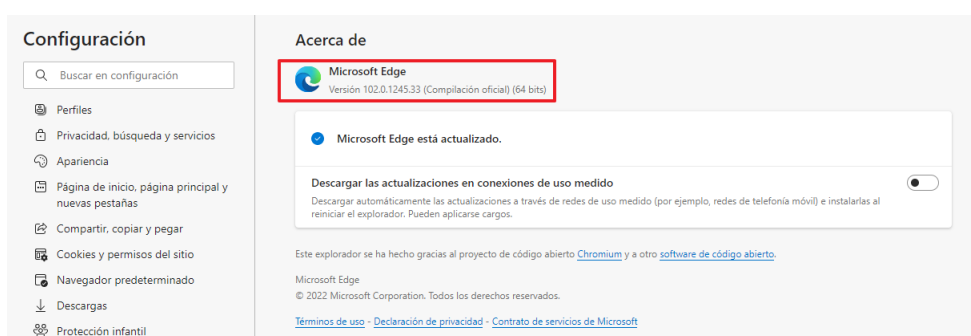 Configuración
Buscar en configuración
Perfiles
Privacidad, búsqueda y servicios
Apariencia
Página de inicio, página principal y
nuevas pestañas
Compartir, copiar y pegar
Cookies y permisos del sitio
Navegador predeterminado
Descargas
Protección infantil
Acerca de
Microsoft Edge
Versión 102.0.1245.33 (Compilación oficial) (64 bits)
Microsoft Edge está actualizado.
Descargar las actualizaciones en conexiones de uso medido
Descargar automáticamente las actualizaciones a través de redes de uso medido (por ejemplo, redes de telefonía móvil) e instalarlas al
reiniciar el explorador. Pueden aplicarse cargos.
Este explorador se ha hecho gracias al proyecto de código abierto Chromium y a otro software de código abierto.
Microsoft Edge
© 2022 Microsoft Corporation. Todos los derechos reservados.
Términos de uso - Declaración de privacidad - Contrato de servicios de Microsoft